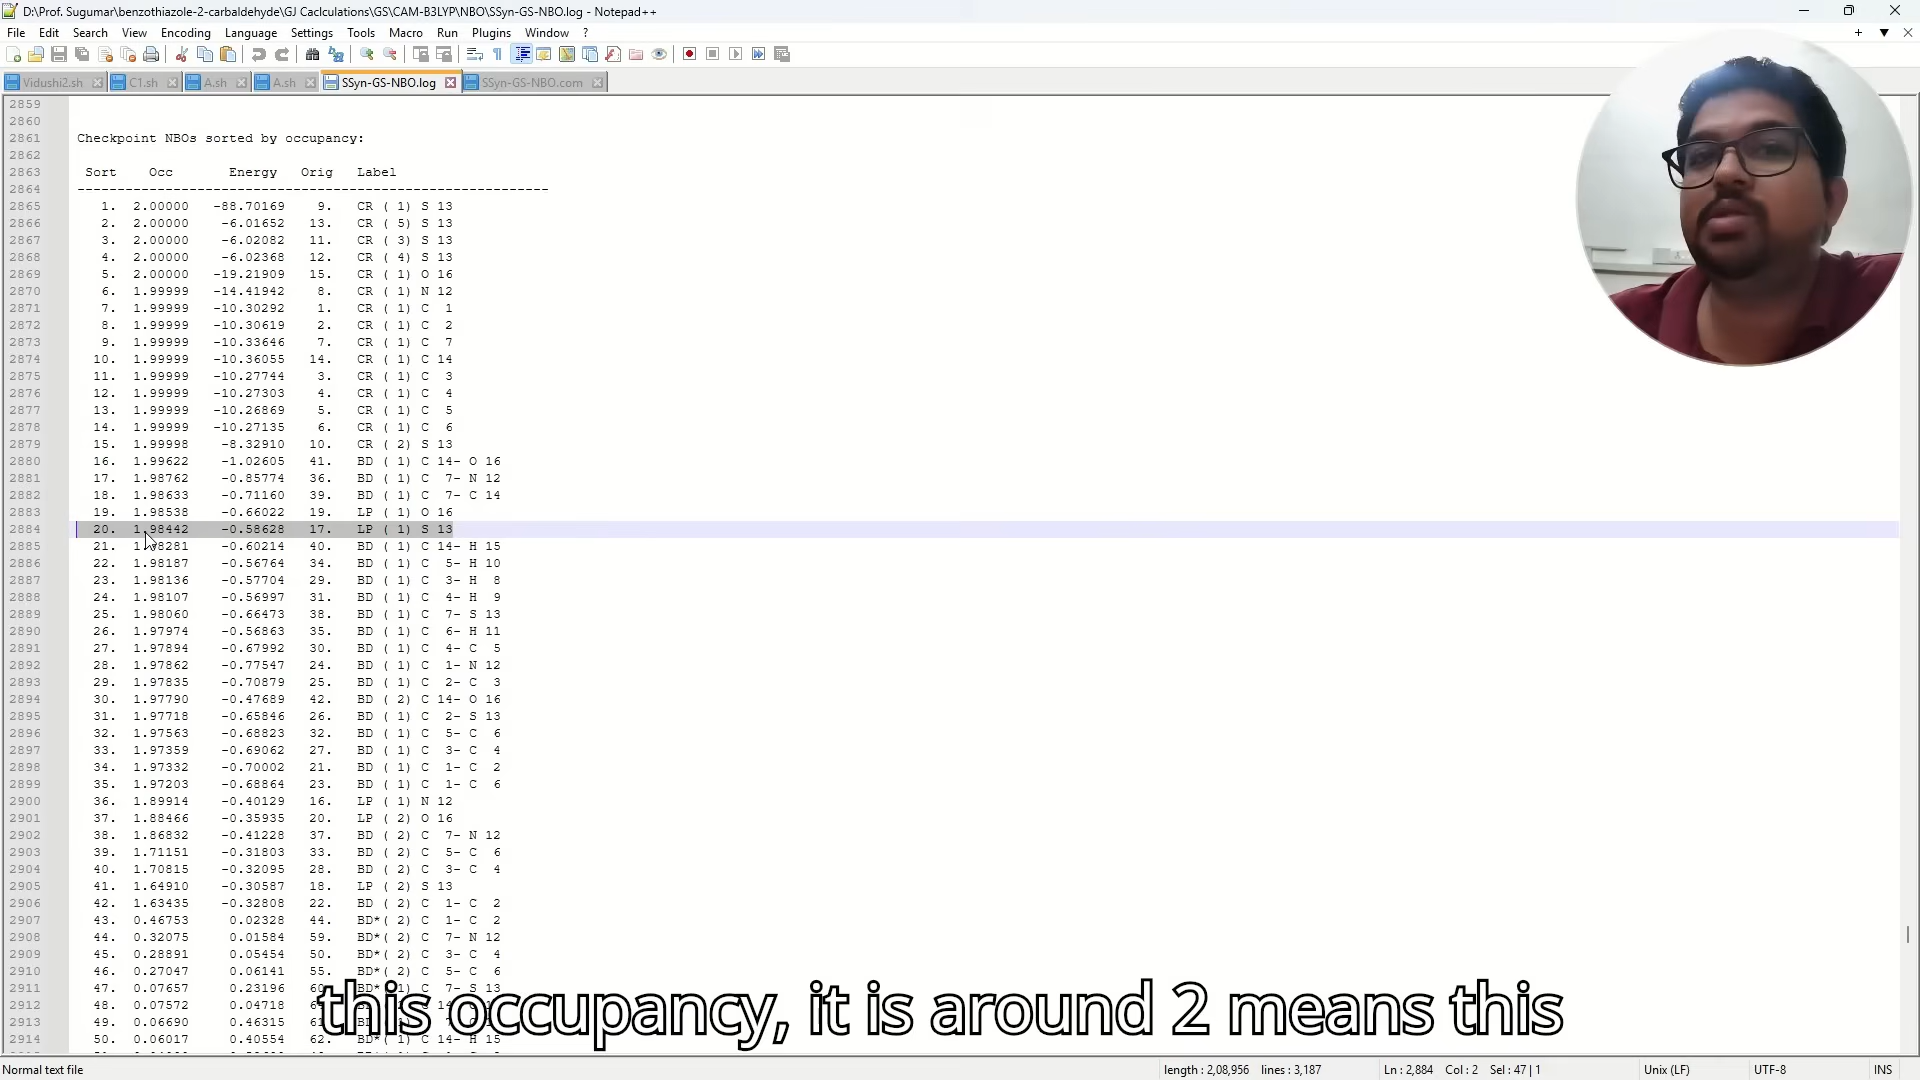 D:\Prof. Sugumar\benzothiazole-2-carbaldehyde\GJ Caclculations\GS\CAM-B3LYP\NBO\SSyn-GS-NBO.log - Notepad++
File Edit Search View Encoding Language Settings Tools Macro Run Plugins Window ?
Vidushi2.sh C1.sh A.sh A.sh SSyn-GS-NBO.log SSyn-GS-NBO.com
2859
2860
2861 Checkpoint NBOs sorted by occupancy:
2862
2863 Sort Occ Energy Orig Label
2864 -----------------------------------------------------------
2865 1. 2.00000 -88.70169 9. CR ( 1) S 13
2866 2. 2.00000 -6.01652 13. CR ( 5) S 13
2867 3. 2.00000 -6.02082 11. CR ( 3) S 13
2868 4. 2.00000 -6.02368 12. CR ( 4) S 13
2869 5. 2.00000 -19.21909 15. CR ( 1) O 16
2870 6. 1.99999 -14.41942 8. CR ( 1) N 12
2871 7. 1.99999 -10.30292 1. CR ( 1) C 1
2872 8. 1.99999 -10.30619 2. CR ( 1) C 2
2873 9. 1.99999 -10.33646 7. CR ( 1) C 7
2874 10. 1.99999 -10.36055 14. CR ( 1) C 14
2875 11. 1.99999 -10.27744 3. CR ( 1) C 3
2876 12. 1.99999 -10.27303 4. CR ( 1) C 4
2877 13. 1.99999 -10.26869 5. CR ( 1) C 5
2878 14. 1.99999 -10.27135 6. CR ( 1) C 6
2879 15. 1.99998 -8.32910 10. CR ( 2) S 13
2880 16. 1.99622 -1.02605 41. BD ( 1) C 14- O 16
2881 17. 1.98762 -0.85774 36. BD ( 1) C 7- N 12
2882 18. 1.98633 -0.71160 39. BD ( 1) C 7- C 14
2883 19. 1.98538 -0.66022 19. LP ( 1) O 16
2884 20. 1.98442 -0.58628 17. LP ( 1) S 13
2885 21. 1.98281 -0.60214 40. BD ( 1) C 14- H 15
2886 22. 1.98187 -0.56764 34. BD ( 1) C 5- H 10
2887 23. 1.98136 -0.57704 29. BD ( 1) C 3- H 8
2888 24. 1.98107 -0.56997 31. BD ( 1) C 4- H 9
2889 25. 1.98060 -0.66473 38. BD ( 1) C 7- S 13
2890 26. 1.97974 -0.56863 35. BD ( 1) C 6- H 11
2891 27. 1.97894 -0.67992 30. BD ( 1) C 4- C 5
2892 28. 1.97862 -0.77547 24. BD ( 1) C 1- N 12
2893 29. 1.97835 -0.70879 25. BD ( 1) C 2- C 3
2894 30. 1.97790 -0.47689 42. BD ( 2) C 14- O 16
2895 31. 1.97718 -0.65846 26. BD ( 1) C 2- S 13
2896 32. 1.97563 -0.68823 32. BD ( 1) C 5- C 6
2897 33. 1.97359 -0.69062 27. BD ( 1) C 3- C 4
2898 34. 1.97332 -0.70002 21. BD ( 1) C 1- C 2
2899 35. 1.97203 -0.68864 23. BD ( 1) C 1- C 6
2900 36. 1.89914 -0.40129 16. LP ( 1) N 12
2901 37. 1.88466 -0.35935 20. LP ( 2) O 16
2902 38. 1.86832 -0.41228 37. BD ( 2) C 7- N 12
2903 39. 1.71151 -0.31803 33. BD ( 2) C 5- C 6
2904 40. 1.70815 -0.32095 28. BD ( 2) C 3- C 4
2905 41. 1.64910 -0.30587 18. LP ( 2) S 13
2906 42. 1.63435 -0.32808 22. BD ( 2) C 1- C 2
2907 43. 0.46753 0.02328 44. BD*( 2) C 1- C 2
2908 44. 0.32075 0.01584 59. BD*( 2) C 7- N 12
2909 45. 0.28891 0.05454 50. BD*( 2) C 3- C 4
2910 46. 0.27047 0.06141 55. BD*( 2) C 5- C 6
2911 47. 0.07657 0.23196 C 7- S 13
2912 48. 0.07572 0.04718
2913 49. 0.06690 0.46315
2914 50. 0.06017 0.40554 62. BD*( 1) C 14- H 15
this occupancy, it is around 2 means this
Normal text file length : 2,08,956 lines : 3,187 Ln : 2,884 Col : 2 Sel : 47 | 1 Unix (LF) UTF-8 INS